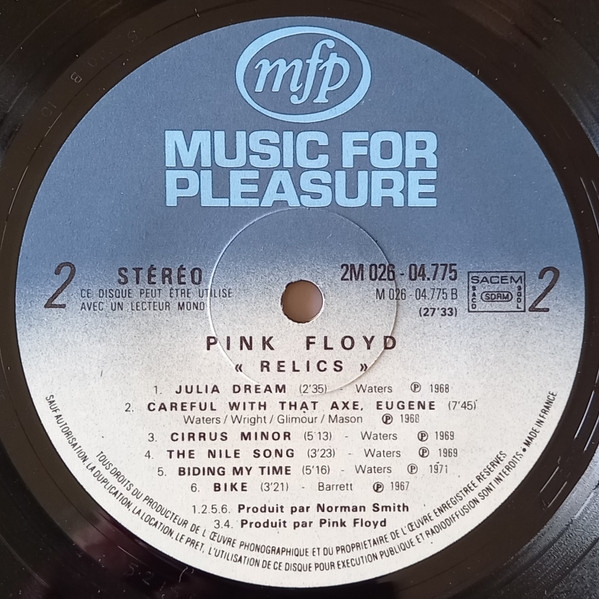 mfp
MUSIC FOR
PLEASURE
2
STÉRÉO
CE DISQUE PEUT ÊTRE UTILISÉ
AVEC UN LECTEUR MONO
2M 026 - 04.775
M 026 - 04.775 B
(27'33)
SACEM
SACD
SDRM
SGDL
2
PINK FLOYD
« RELICS »
1. JULIA DREAM (2'35) - Waters Ⓟ 1968
2. CAREFUL WITH THAT AXE, EUGENE (7'45)
Waters / Wright / Glimour / Mason Ⓟ 1968
3. CIRRUS MINOR (5'13) - Waters Ⓟ 1969
4. THE NILE SONG (3'23) - Waters Ⓟ 1969
5. BIDING MY TIME (5'16) - Waters Ⓟ 1971
6. BIKE (3'21) - Barrett Ⓟ 1967
1.2.5.6. Produit par Norman Smith
3.4. Produit par Pink Floyd
TOUS DROITS DU PRODUCTEUR DE L'ŒUVRE PHONOGRAPHIQUE ET DU PROPRIETAIRE DE L'ŒUVRE ENREGISTREE RESERVES
SAUF AUTORISATION, LA DUPLICATION, LA LOCATION, LE PRET, L'UTILISATION DE CE DISQUE POUR EXECUTION PUBLIQUE ET RADIODIFFUSION SONT INTERDITS • MADE IN FRANCE